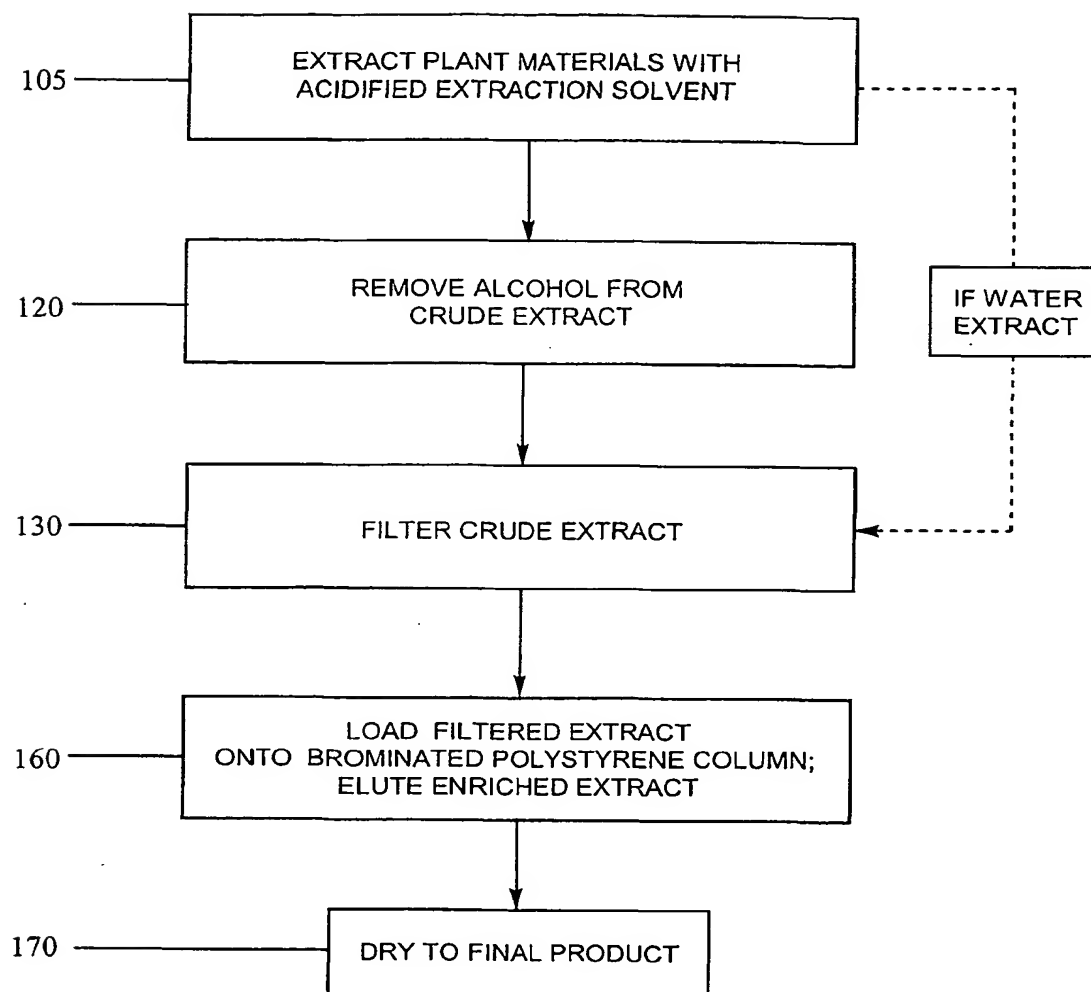 105
EXTRACT PLANT MATERIALS WITH
ACIDIFIED EXTRACTION SOLVENT
120
REMOVE ALCOHOL FROM
CRUDE EXTRACT
IF WATER
EXTRACT
130
FILTER CRUDE EXTRACT
160
LOAD FILTERED EXTRACT
ONTO BROMINATED POLYSTYRENE COLUMN;
ELUTE ENRICHED EXTRACT
170
DRY TO FINAL PRODUCT